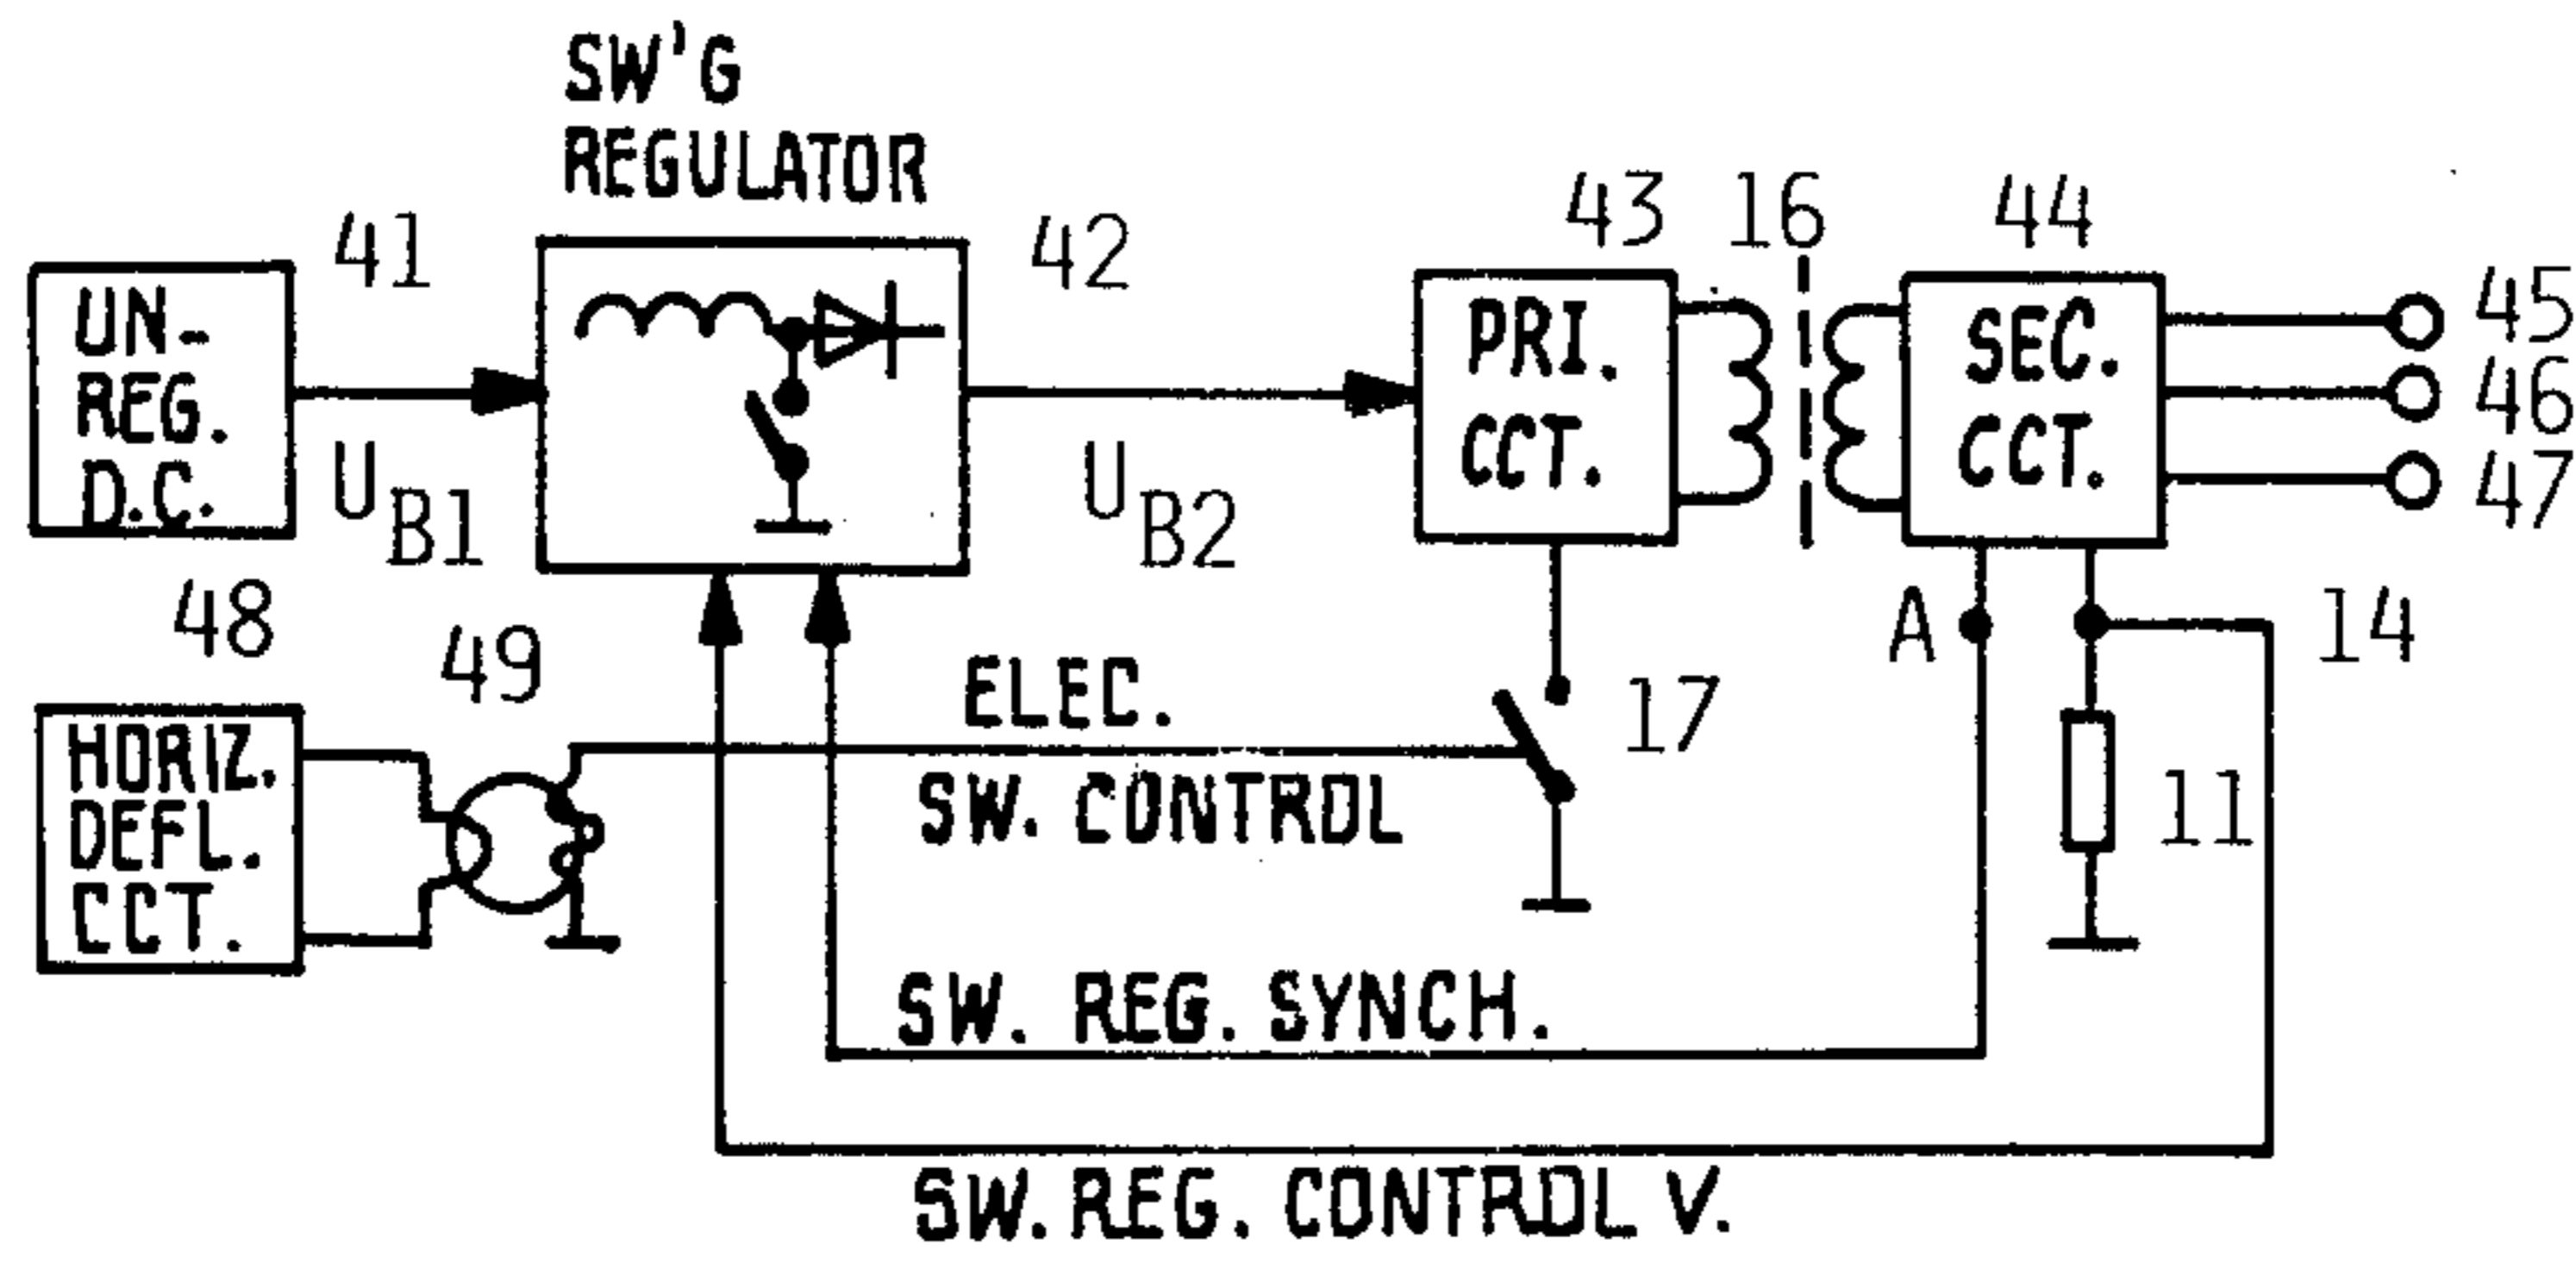 SW'G
REGULATOR
41
42
43
16
44
UN-
REG.
D.C.
U B1
U B2
PRI.
CCT.
SEC.
CCT.
45
46
47
48
49
HORIZ.
DEFL.
CCT.
ELEC.
SW. CONTROL
17
A
14
11
SW. REG. SYNCH.
SW. REG. CONTROL V.